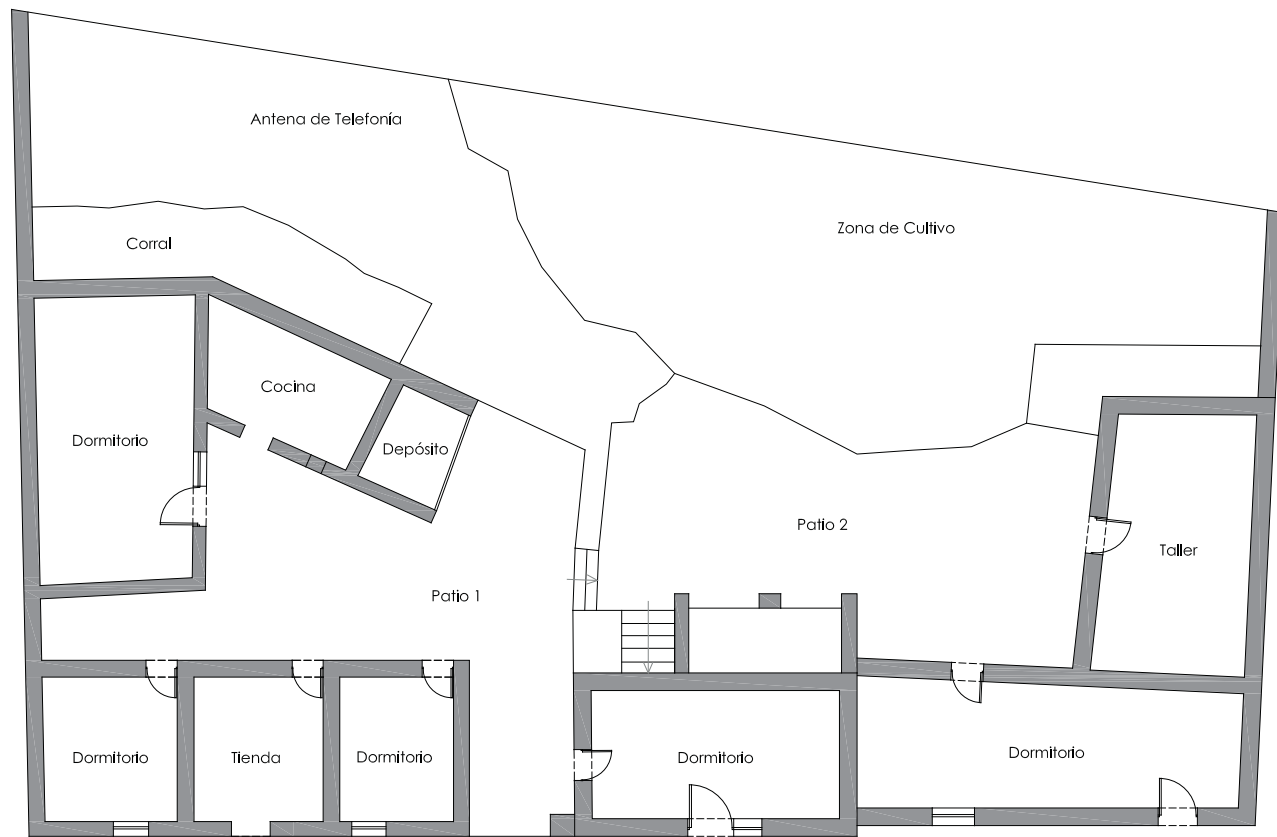 Antena de Telefonía
Zona de Cultivo
Corral
Cocina
Dormitorio
Depósito
Patio 2
Taller
Patio 1
Dormitorio
Tienda
Dormitorio
Dormitorio
Dormitorio